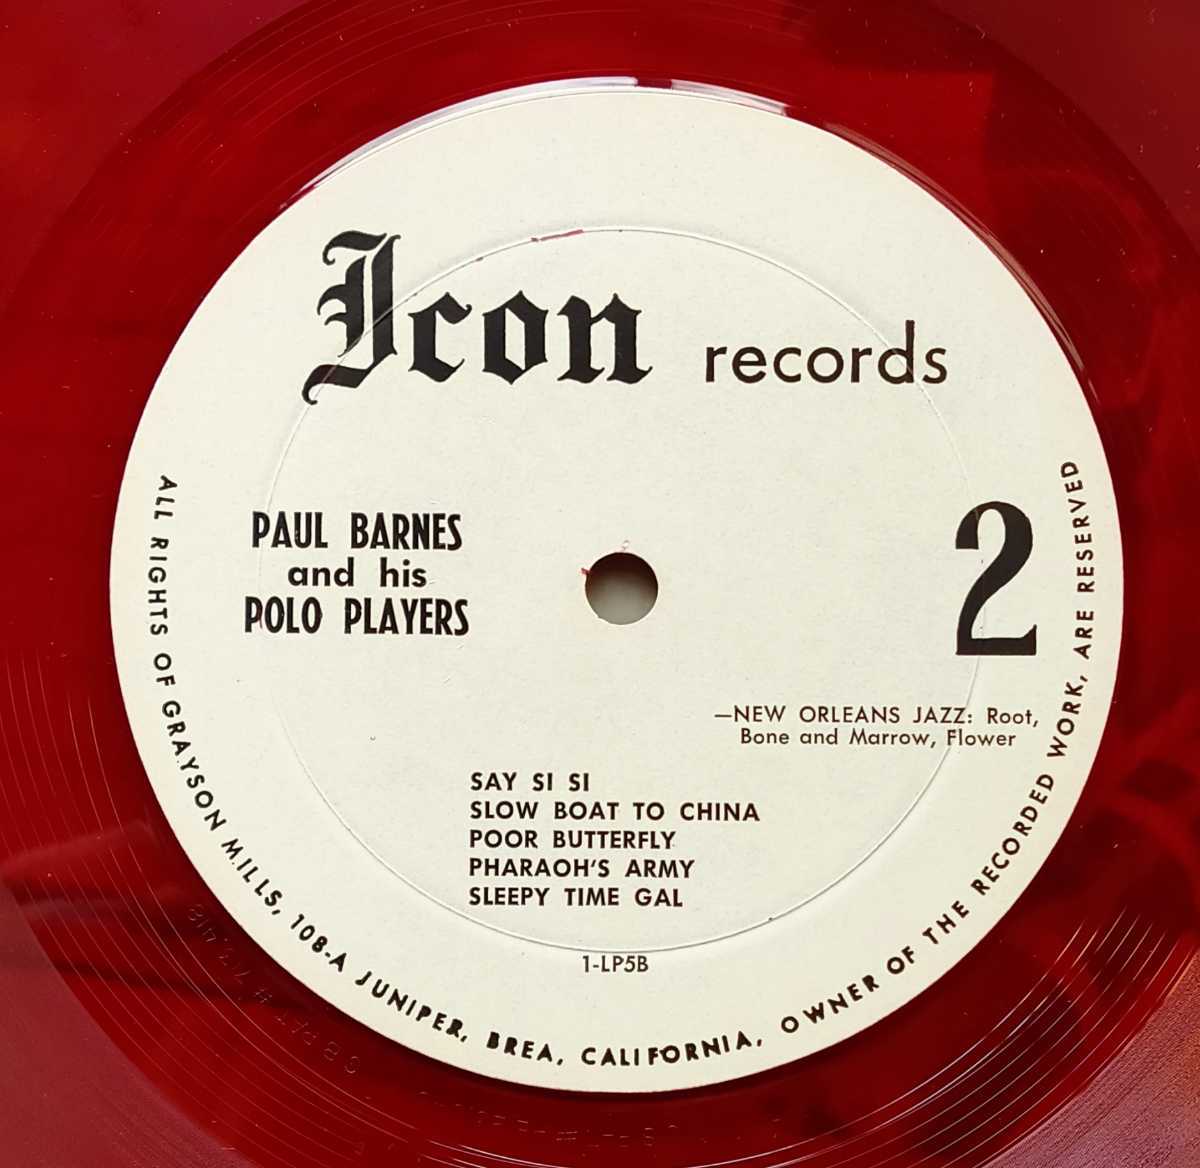 Icon records
PAUL BARNES
and his
POLO PLAYERS
2
—NEW ORLEANS JAZZ: Root,
Bone and Marrow, Flower
SAY SI SI
SLOW BOAT TO CHINA
POOR BUTTERFLY
PHARAOH'S ARMY
SLEEPY TIME GAL
1-LP5B
ALL RIGHTS OF GRAYSON MILLS, 108-A JUNIPER, BREA, CALIFORNIA, OWNER OF THE RECORDED WORK, ARE RESERVED